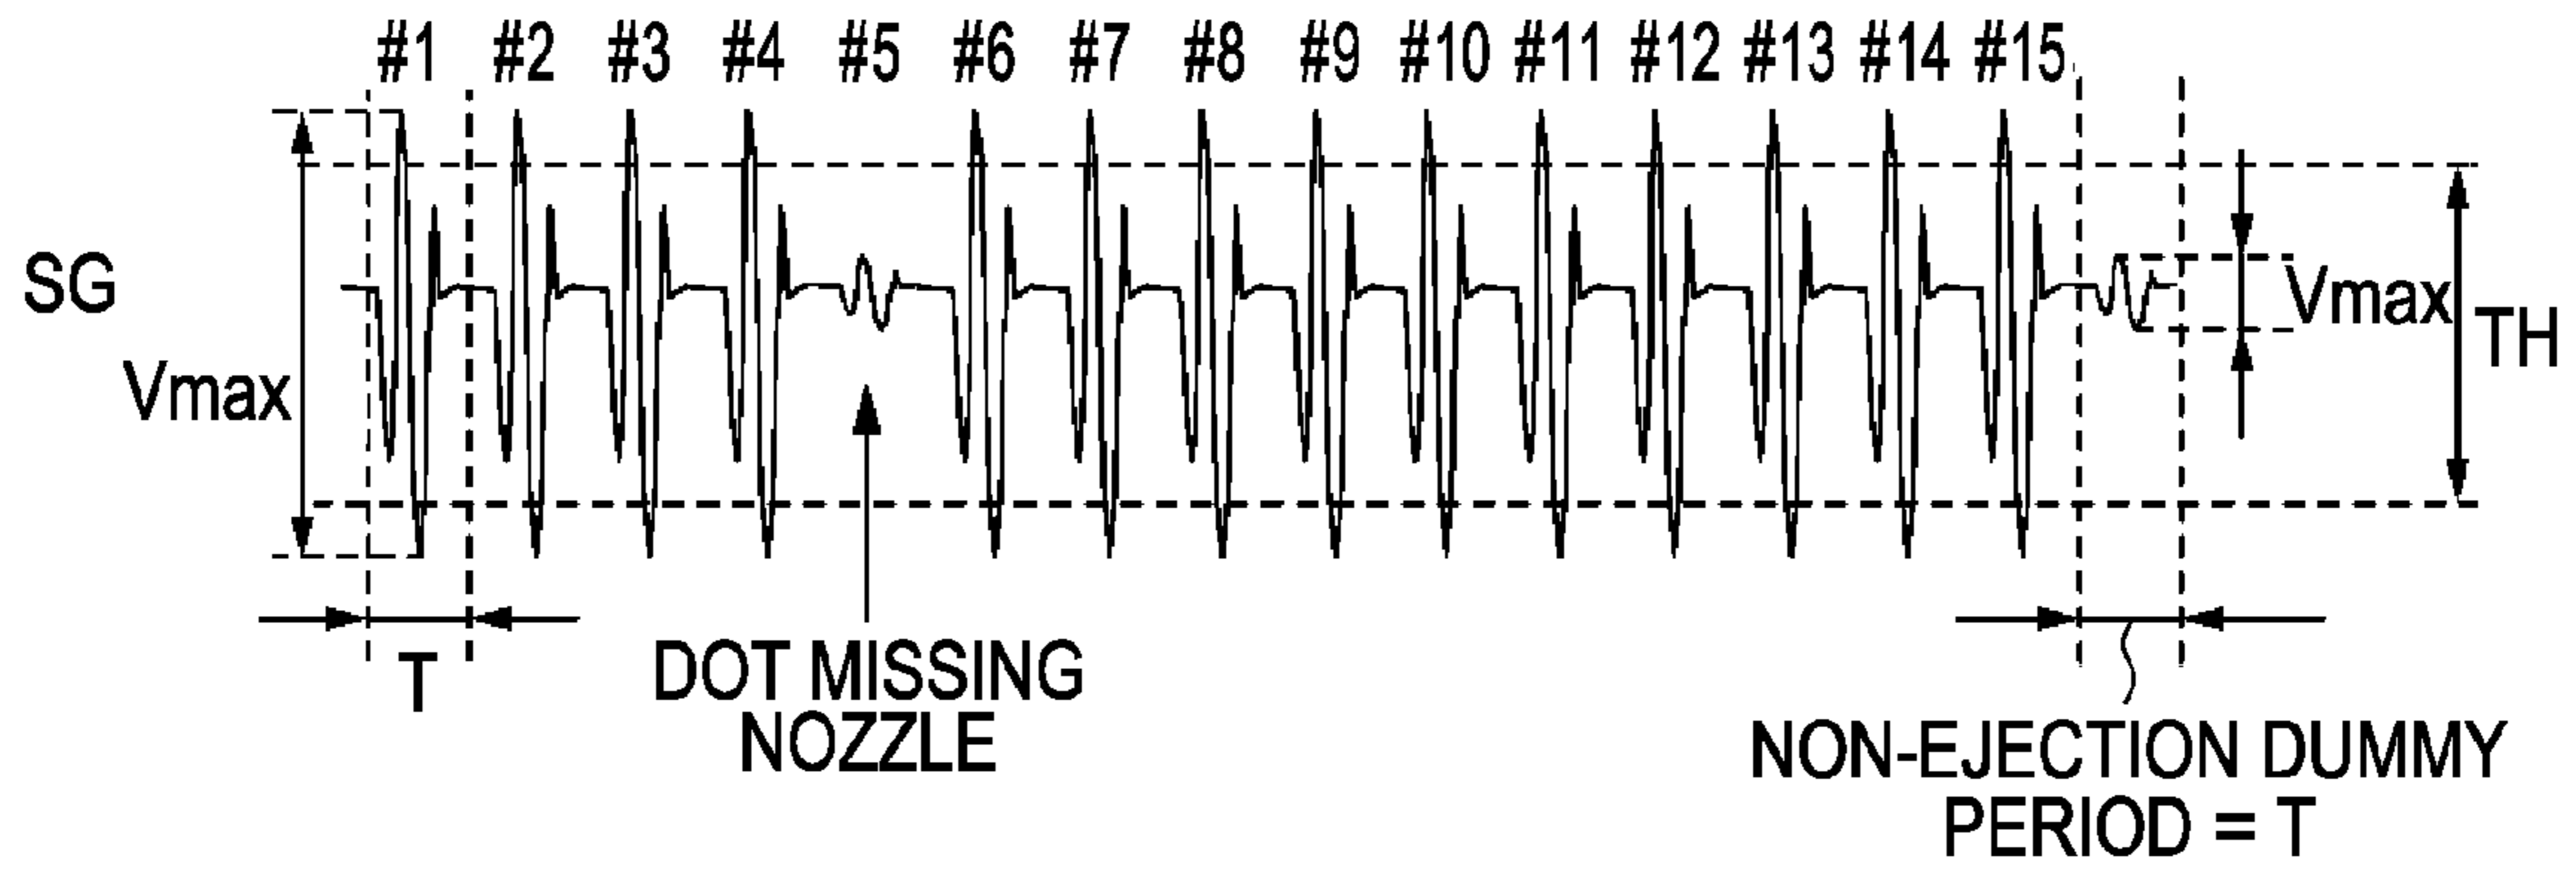 #1 #2 #3 #4 #5 #6 #7 #8 #9 #10 #11 #12 #13 #14 #15
SG
Vmax
Vmax
TH
T
DOT MISSING
NOZZLE
NON-EJECTION DUMMY
PERIOD = T